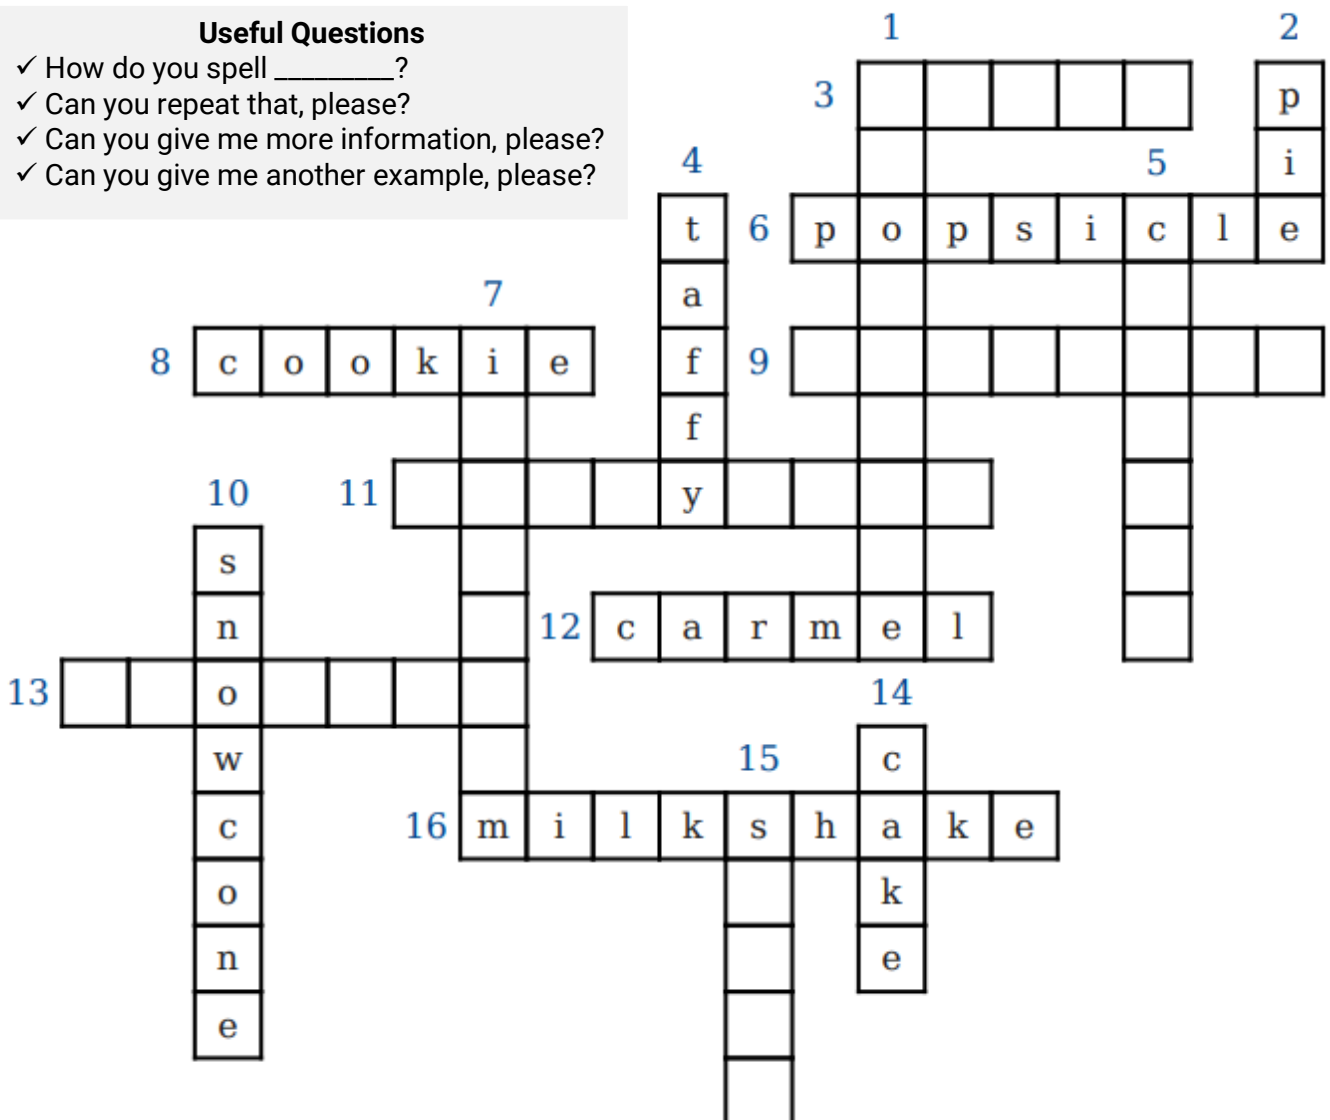 Useful Questions
✓ How do you spell _________?
✓ Can you repeat that, please?
✓ Can you give me more information, please?
✓ Can you give me another example, please?
1 2
3 p
4 5 i
t 6 p o p s i c l e
7 a
8 c o o k i e f 9
f
10 11 y
s
n 12 c a r m e l
13 o 14
w 15 c
c 16 m i l k s h a k e
o k
n e
e